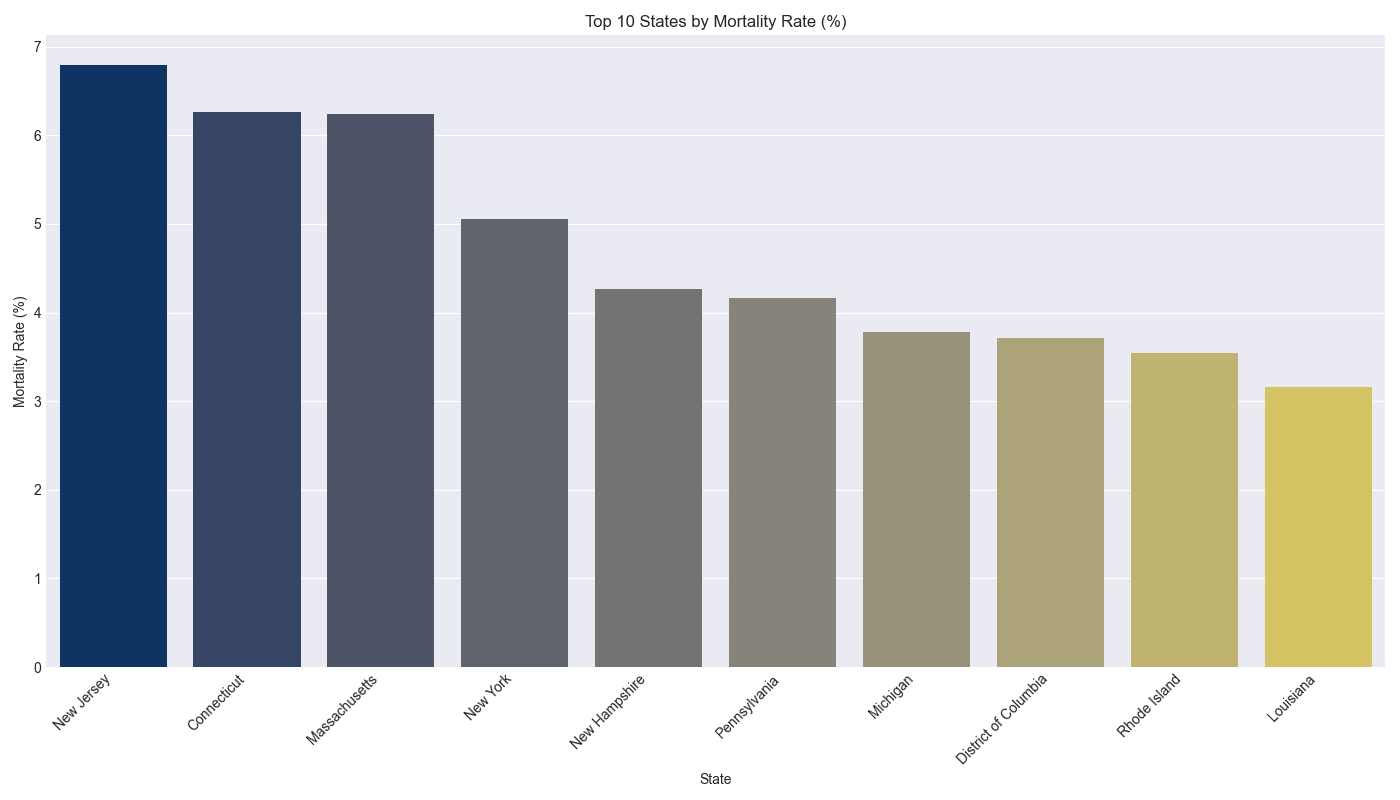 Top 10 States by Mortality Rate (%)
Mortality Rate (%)
7
6
5
4
3
2
1
0
New Jersey
Connecticut
Massachusetts
New York
New Hampshire
Pennsylvania
Michigan
District of Columbia
Rhode Island
Louisiana
State